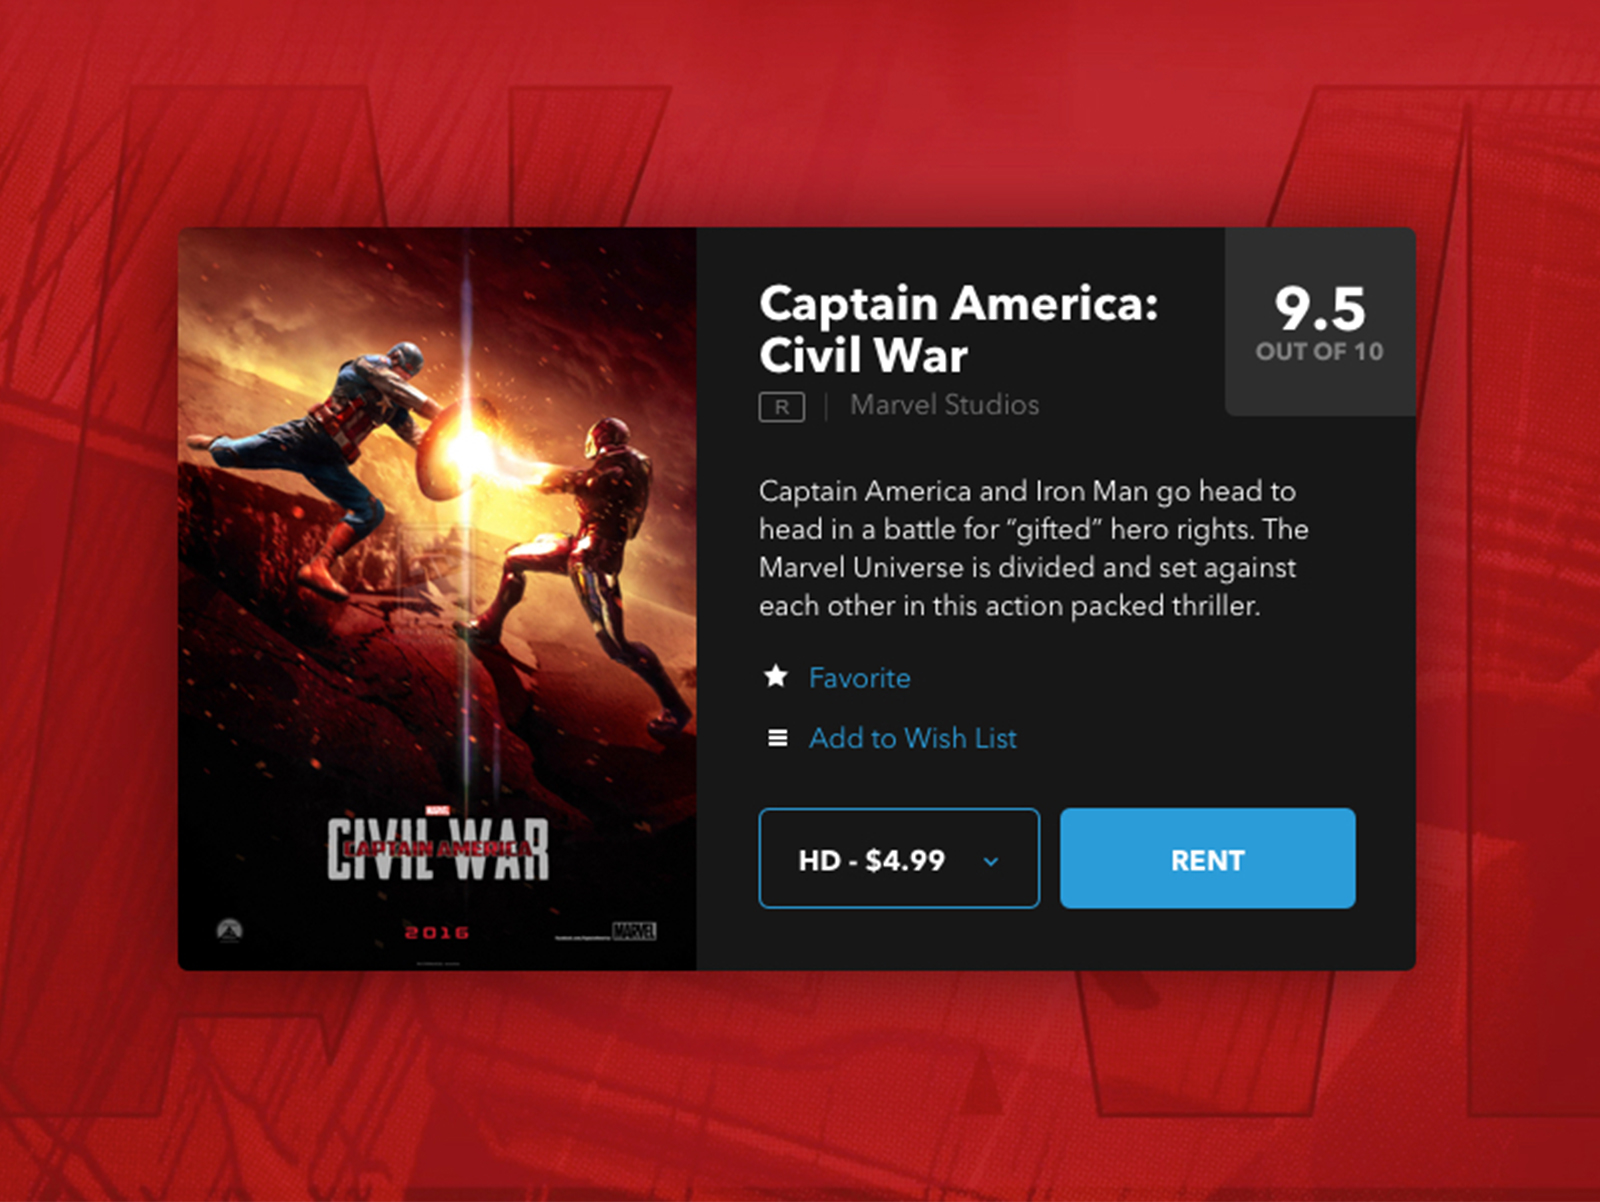 Captain America:
Civil War
R | Marvel Studios
9.5
OUT OF 10
Captain America and Iron Man go head to
head in a battle for “gifted” hero rights. The
Marvel Universe is divided and set against
each other in this action packed thriller.
Favorite
Add to Wish List
HD - $4.99
RENT
MARVEL
CIVIL WAR
CAPTAIN AMERICA
2016
MARVEL